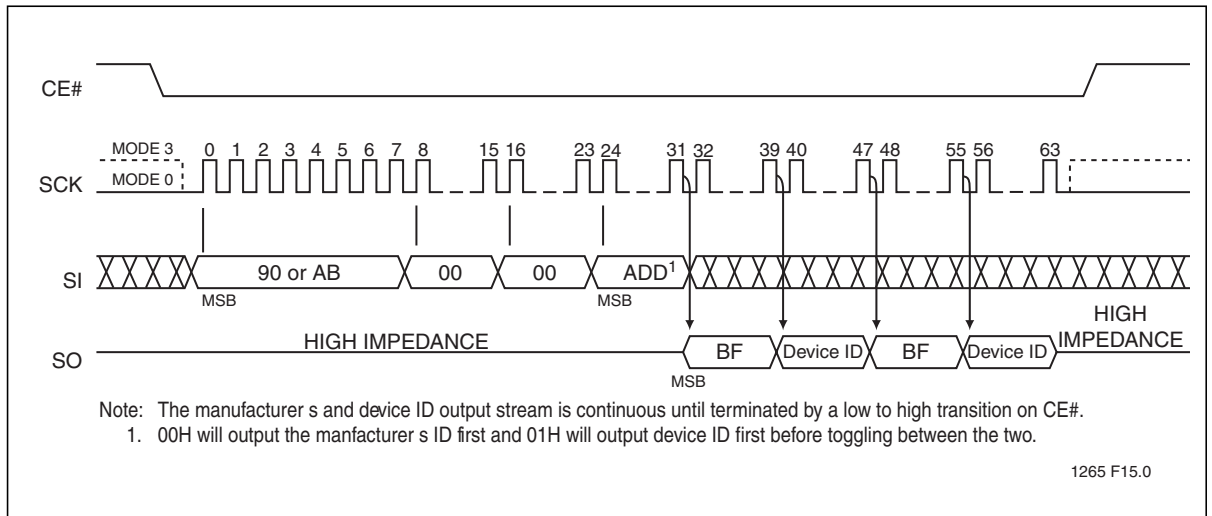 CE#
MODE 3
0 1 2 3 4 5 6 7 8 15 16 23 24 31 32 39 40 47 48 55 56 63
SCK
MODE 0
SI
90 or AB 00 00 ADD1
MSB MSB
HIGH IMPEDANCE
HIGH IMPEDANCE
SO
BF Device ID BF Device ID
MSB
Note: The manufacturer s and device ID output stream is continuous until terminated by a low to high transition on CE#.
1. 00H will output the manfacturer s ID first and 01H will output device ID first before toggling between the two.
1265 F15.0